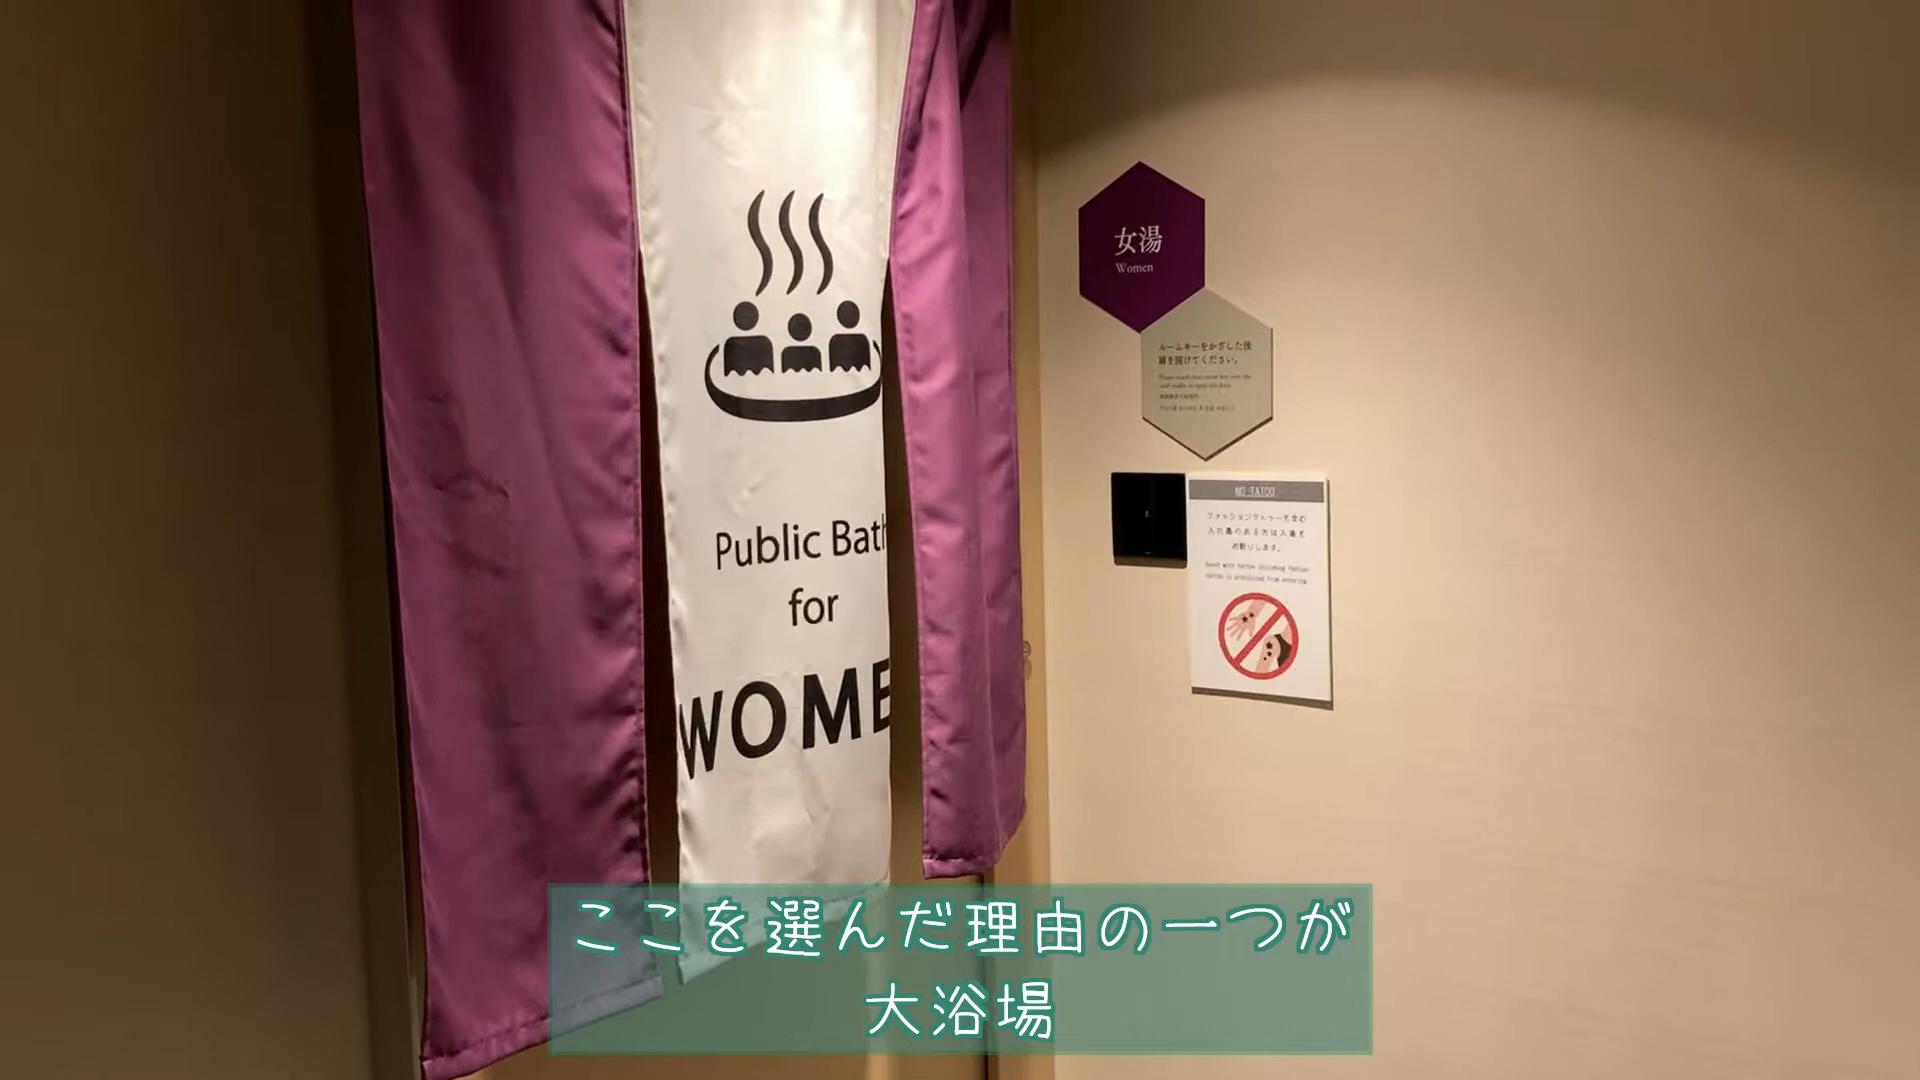 Public Bath
for
WOME
女湯
Women
ルームキーをかざした後
扉を開けてください。
NO TATOO
ファッションタトゥーを含む
入れ墨のある方は入場を
お断りします。
ここを選んだ理由の一つが
大浴場